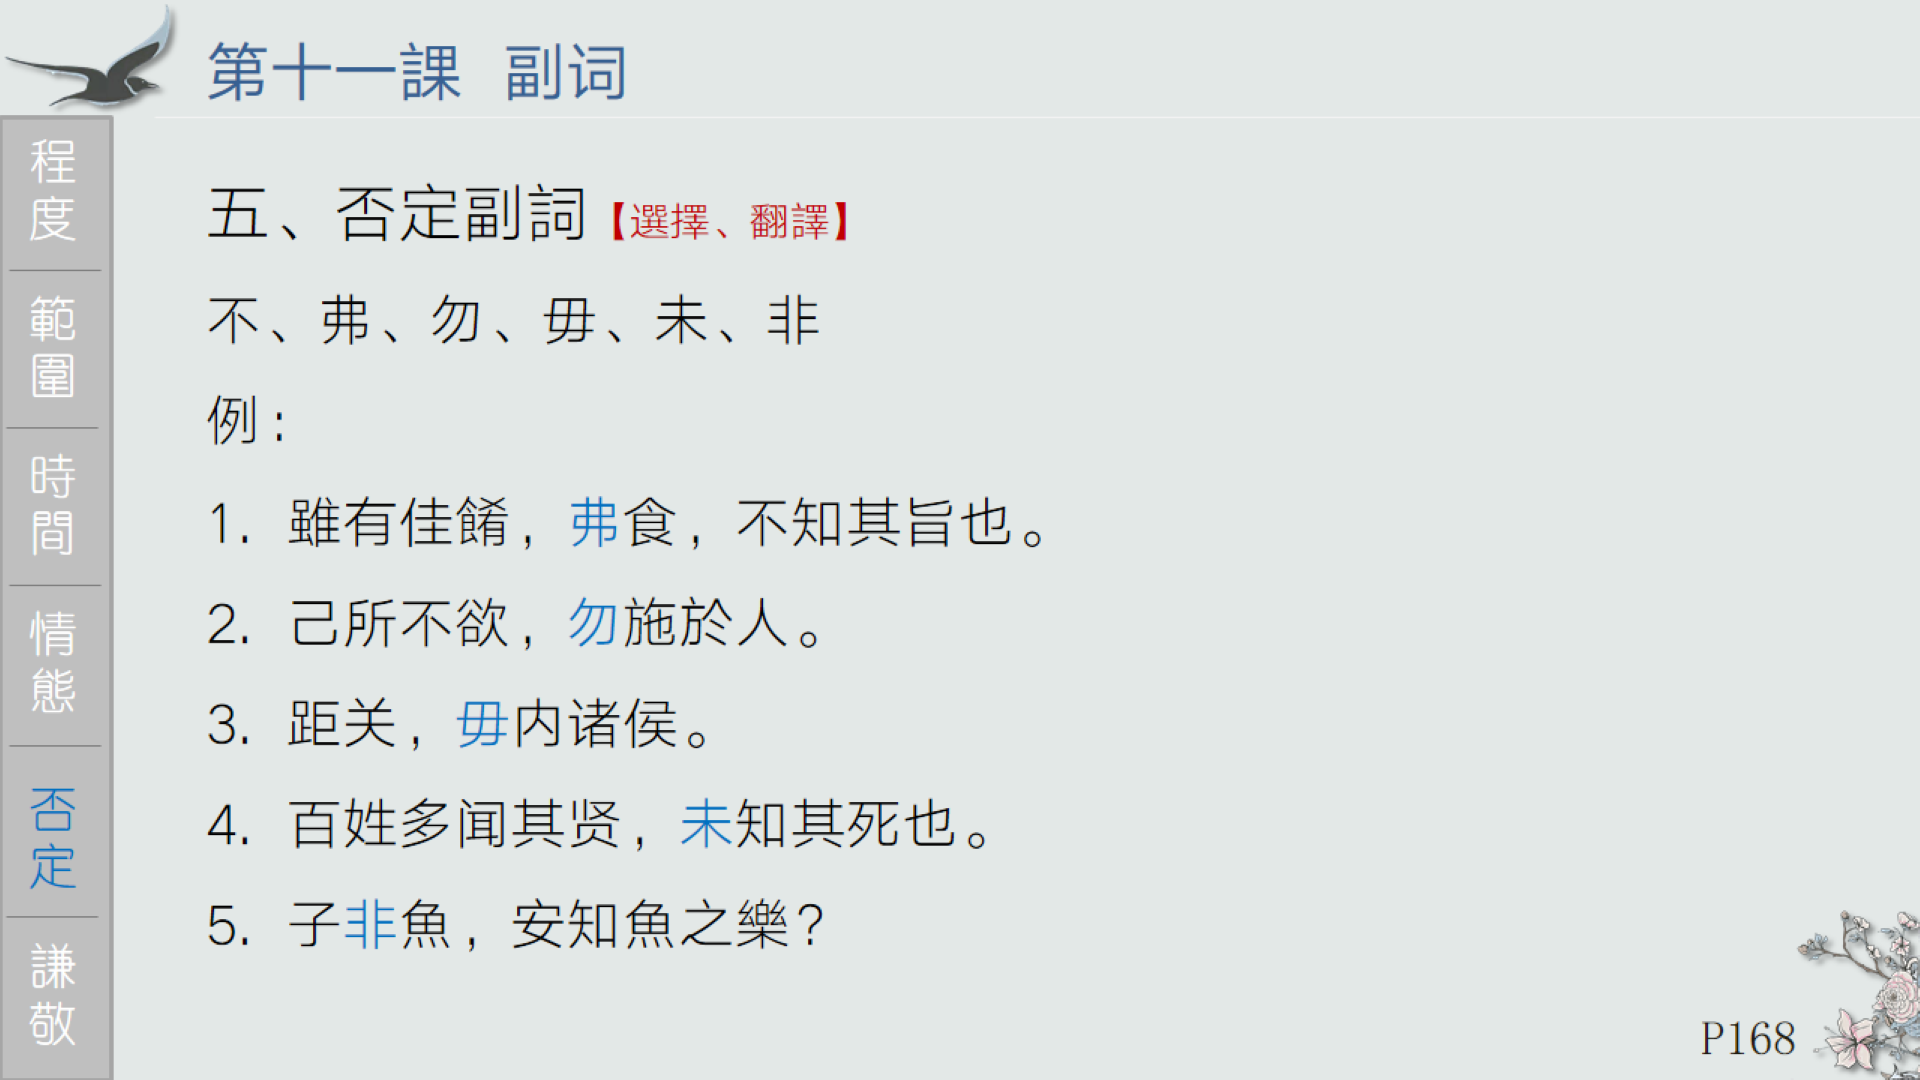 第十一課 副词
程度
範圍
時間
情態
否定
謙敬
五、否定副詞【選擇、翻譯】
不、弗、勿、毋、未、非
例：
1. 雖有佳餚，弗食，不知其旨也。
2. 己所不欲，勿施於人。
3. 距关，毋内诸侯。
4. 百姓多闻其贤，未知其死也。
5. 子非魚，安知魚之樂？
P168